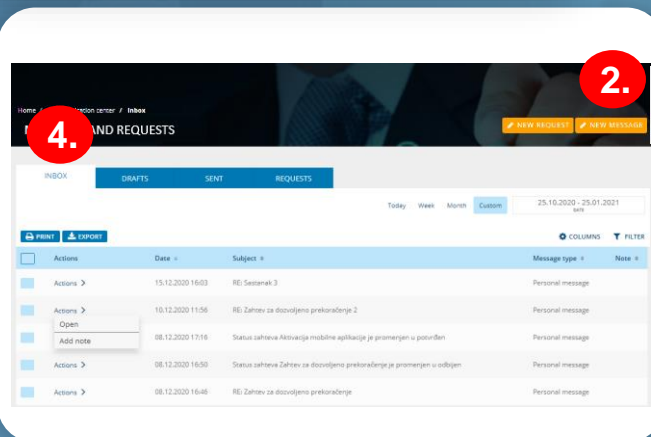 2.
Home / / Inbox
4. AND REQUESTS
NEW REQUEST NEW MESSAGE
INBOX DRAFTS SENT REQUESTS
Today Week Month Custom 25.10.2020 - 25.01.2021
DATE
PRINT EXPORT COLUMNS FILTER
Actions Date Subject Message type Note
Actions > 15.12.2020 16:03 RE: Sastanak 3 Personal message
Actions > 10.12.2020 11:56 RE: Zahtev za dozvoljeno prekoračenje 2 Personal message
Open
Add note
08.12.2020 17:16 Status zahteva Aktivacija mobilne aplikacije je promenjen u potvrđen Personal message
Actions > 08.12.2020 16:50 Status zahteva Zahtev za dozvoljeno prekoračenje je promenjen u odbijen Personal message
Actions > 08.12.2020 16:46 RE: Zahtev za dozvoljeno prekoračenje Personal message